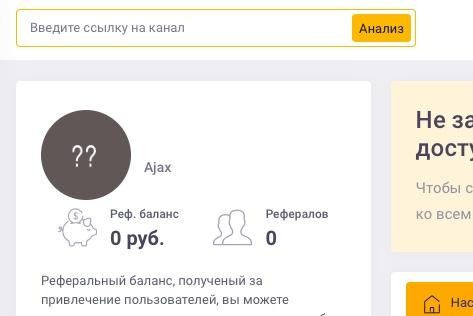 Введите ссылку на канал
Анализ
??
Ajax
Реф. баланс
0 руб.
Рефералов
0
Реферальный баланс, полученый за
привлечение пользователей, вы можете
Не за
досту
Чтобы с
ко всем
Нас